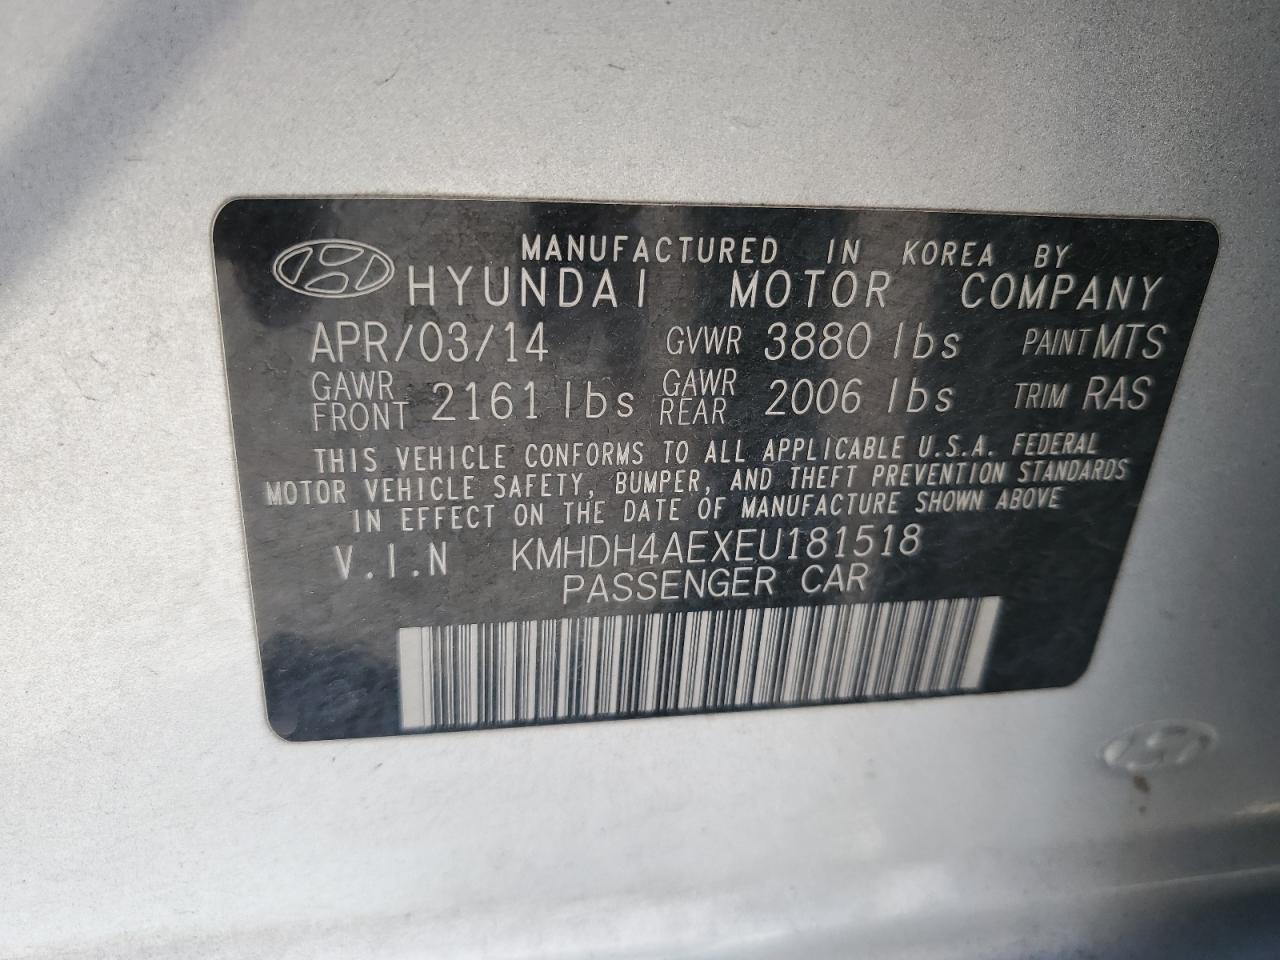 MANUFACTURED IN KOREA BY
HYUNDAI MOTOR COMPANY
APR/03/14 GVWR 3880 lbs PAINT MTS
GAWR FRONT 2161 lbs GAWR REAR 2006 lbs TRIM RAS
THIS VEHICLE CONFORMS TO ALL APPLICABLE U.S.A. FEDERAL
MOTOR VEHICLE SAFETY, BUMPER, AND THEFT PREVENTION STANDARDS
IN EFFECT ON THE DATE OF MANUFACTURE SHOWN ABOVE
V.I.N KMHDH4AEXEU181518
PASSENGER CAR